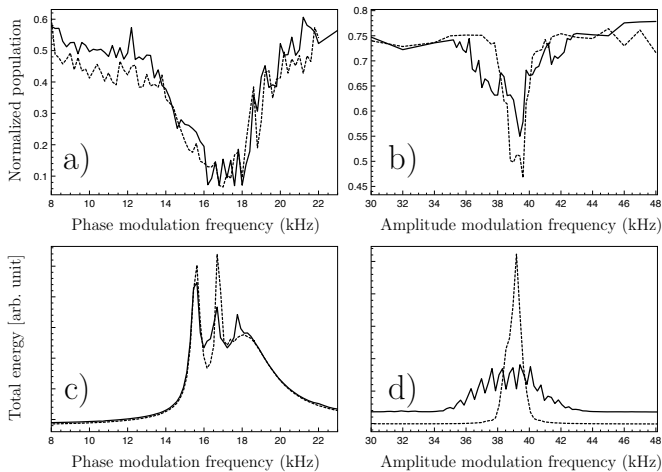 Normalized population
0.6
0.5
0.4
0.3
0.2
0.1
a)
8 10 12 14 16 18 20 22
Phase modulation frequency (kHz)
0.8
0.75
0.7
0.65
0.6
0.55
0.5
0.45
b)
30 32 34 36 38 40 42 44 46 48
Amplitude modulation frequency (kHz)
Total energy [arb. unit]
c)
8 10 12 14 16 18 20 22
Phase modulation frequency (kHz)
d)
30 32 34 36 38 40 42 44 46 48
Amplitude modulation frequency (kHz)